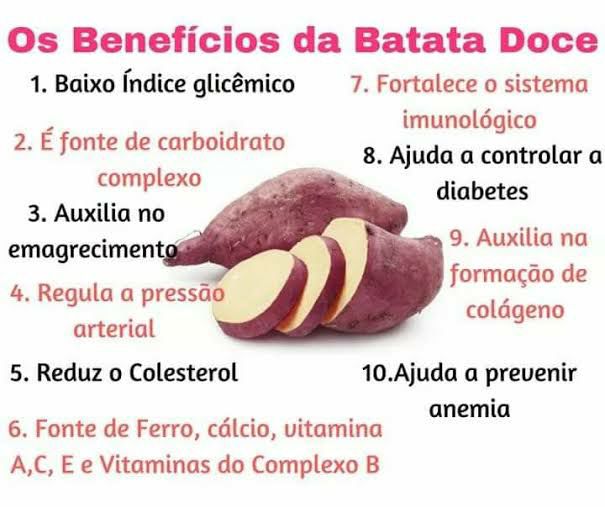 Os Benefícios da Batata Doce
1. Baixo Índice glicêmico
2. É fonte de carboidrato
complexo
3. Auxilia no
emagrecimento
4. Regula a pressão
arterial
5. Reduz o Colesterol
6. Fonte de Ferro, cálcio, vitamina
A,C, E e Vitaminas do Complexo B
7. Fortalece o sistema
imunológico
8. Ajuda a controlar a
diabetes
9. Auxilia na
formação de
colágeno
10.Ajuda a prevenir
anemia